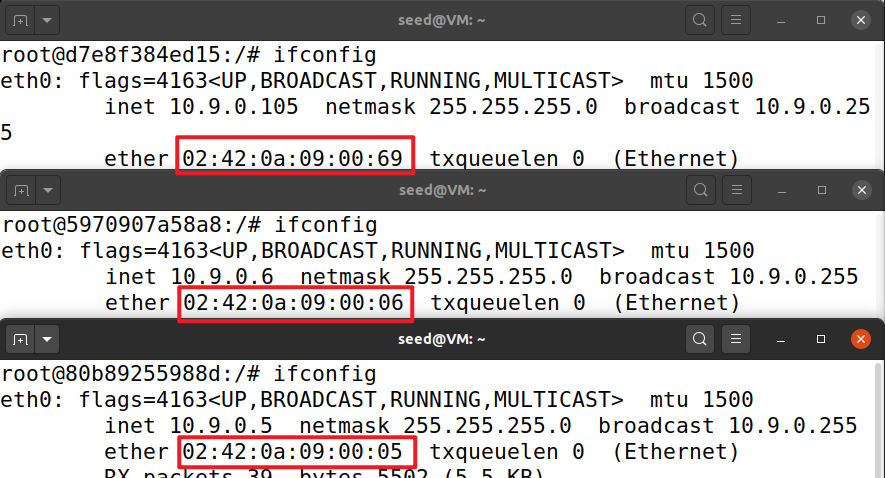 seed@VM: ~
root@d7e8f384ed15:/# ifconfig
eth0: flags=4163<UP,BROADCAST,RUNNING,MULTICAST>  mtu 1500
        inet 10.9.0.105  netmask 255.255.255.0  broadcast 10.9.0.25
5
        ether 02:42:0a:09:00:69  txqueuelen 0  (Ethernet)
seed@VM: ~
root@5970907a58a8:/# ifconfig
eth0: flags=4163<UP,BROADCAST,RUNNING,MULTICAST>  mtu 1500
        inet 10.9.0.6  netmask 255.255.255.0  broadcast 10.9.0.255
        ether 02:42:0a:09:00:06  txqueuelen 0  (Ethernet)
seed@VM: ~
root@80b89255988d:/# ifconfig
eth0: flags=4163<UP,BROADCAST,RUNNING,MULTICAST>  mtu 1500
        inet 10.9.0.5  netmask 255.255.255.0  broadcast 10.9.0.255
        ether 02:42:0a:09:00:05  txqueuelen 0  (Ethernet)
        RX packets 39  bytes 5502 (5.5 KB)